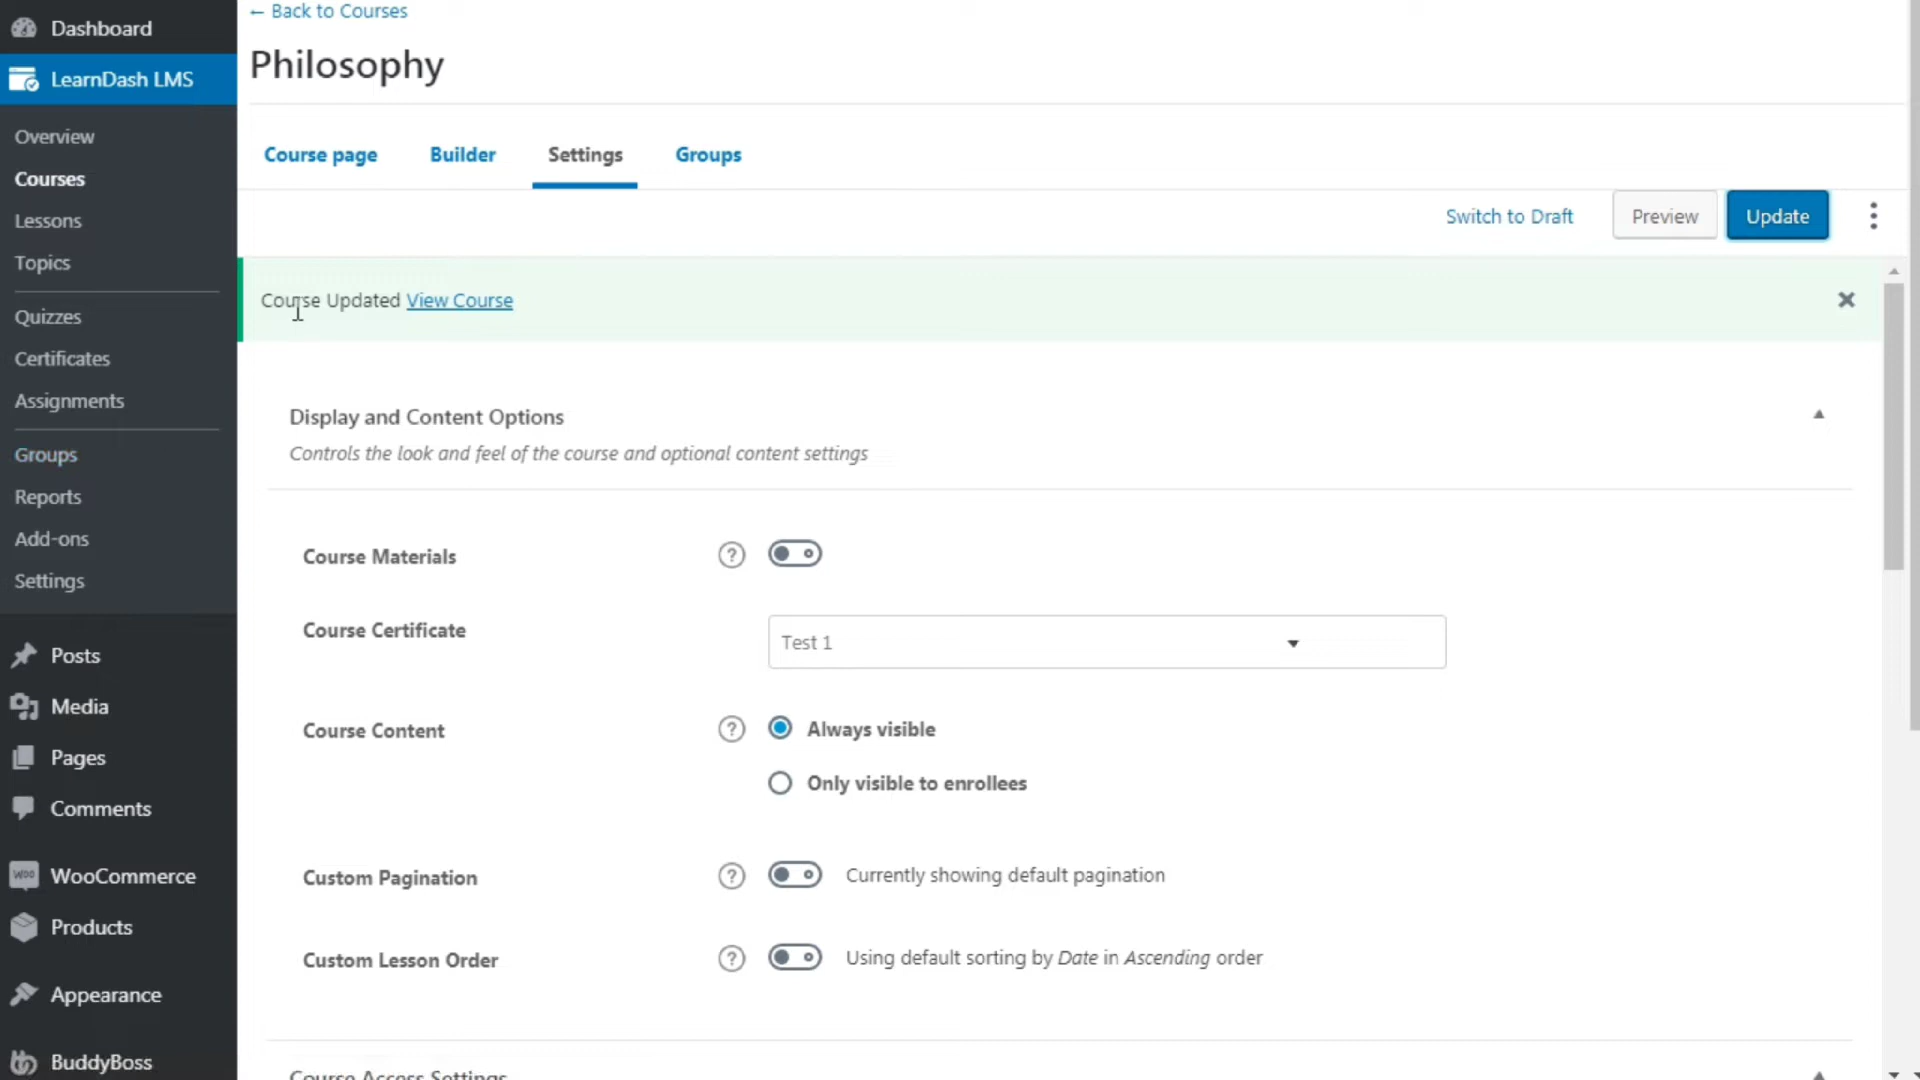 Dashboard
LearnDash LMS
Overview
Courses
Lessons
Topics
Quizzes
Certificates
Assignments
Groups
Reports
Add-ons
Settings
Posts
Media
Pages
Comments
WooCommerce
Products
Appearance
BuddyBoss
← Back to Courses
Philosophy
Course page
Builder
Settings
Groups
Switch to Draft
Preview
Update
Course Updated View Course
Display and Content Options
Controls the look and feel of the course and optional content settings
Course Materials
Course Certificate
Test 1
Course Content
Always visible
Only visible to enrollees
Custom Pagination
Currently showing default pagination
Custom Lesson Order
Using default sorting by Date in Ascending order
Course Access Settings